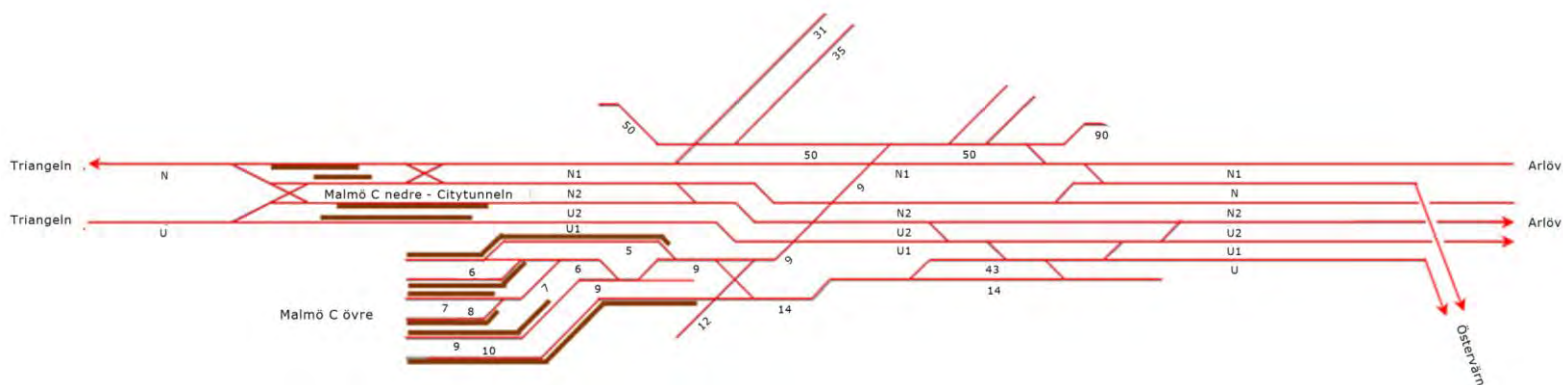 31
35
50
90
50
50
Triangeln
N
N1
N1
N1
Arlöv
Malmö C nedre - Citytunneln
N2
9
N
Triangeln
U
U2
N2
N2
Arlöv
U1
U2
U2
5
U1
U1
6
6
9
9
43
U
7
9
14
7
8
14
Malmö C övre
12
9
10
Östervärn